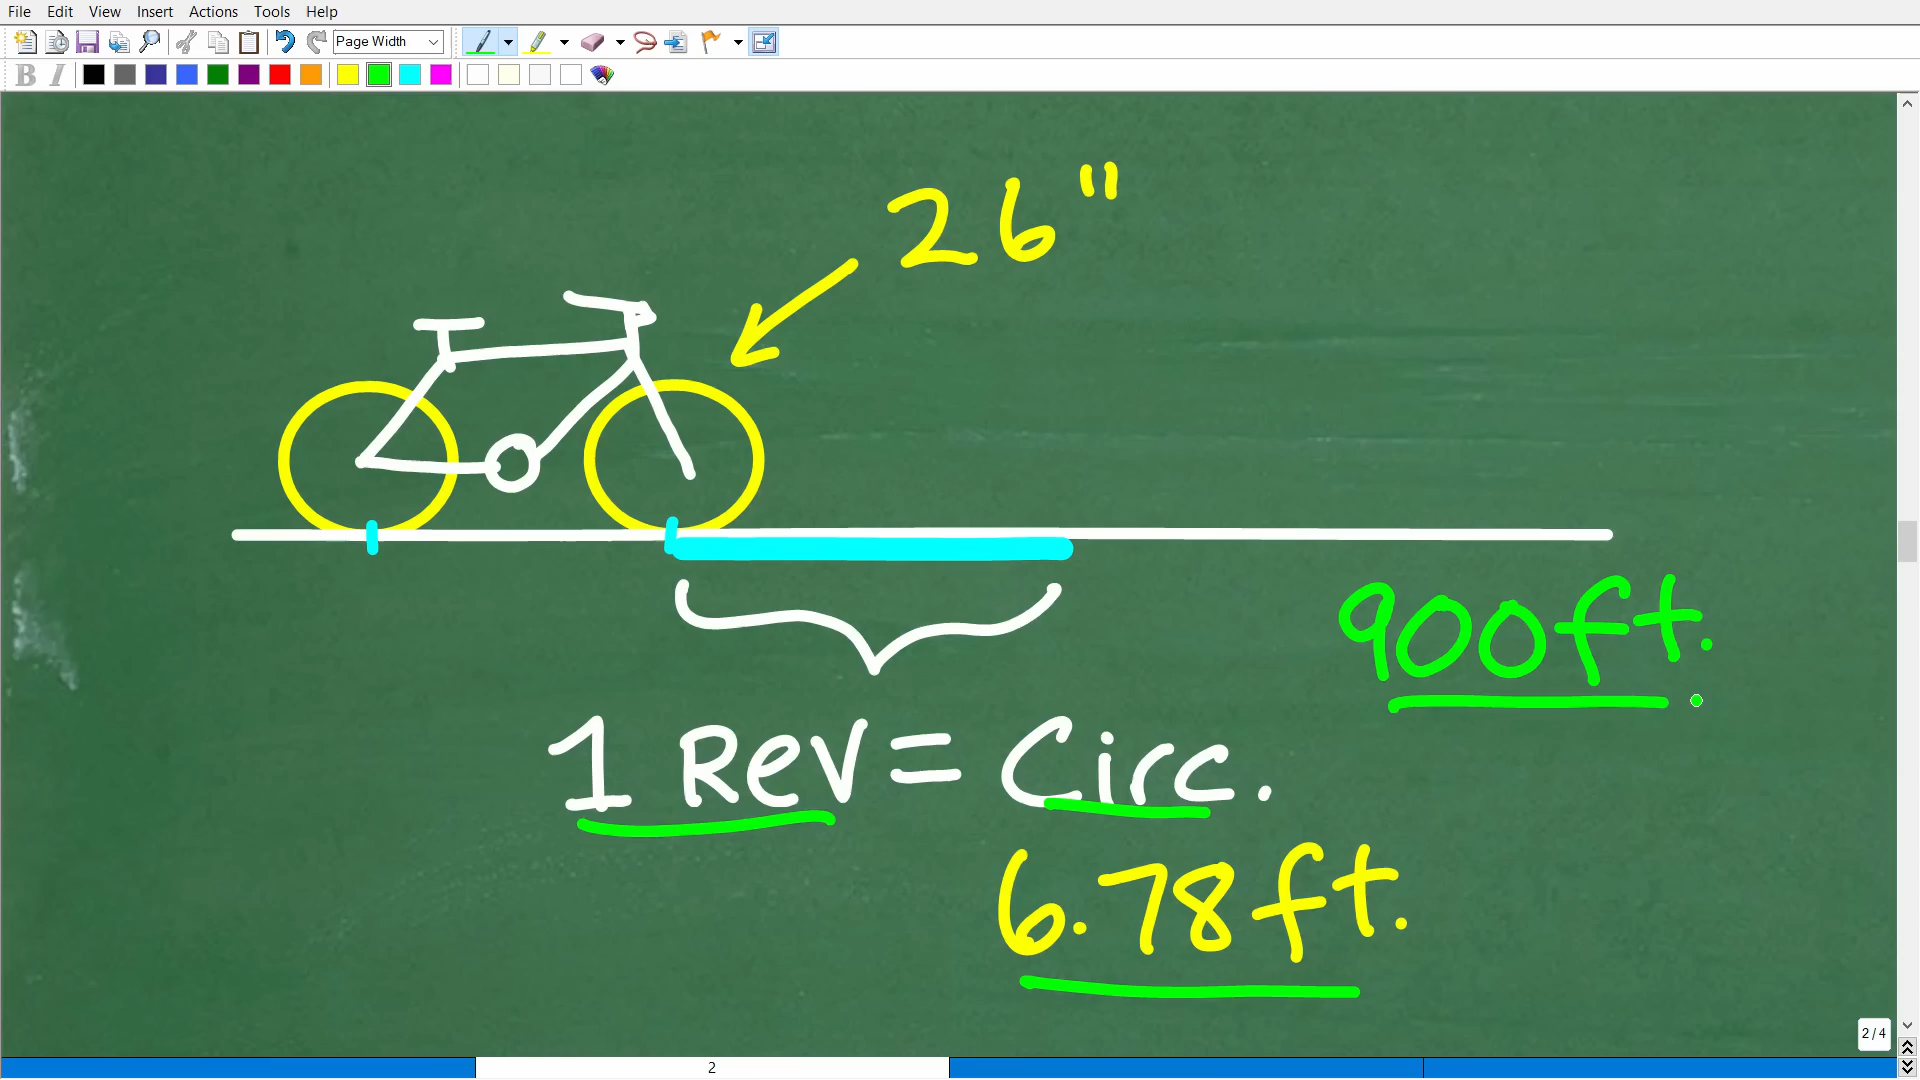 File Edit View Insert Actions Tools Help
Page Width
B I
26"
900ft.
1 Rev = Circ.
6.78ft.
2 / 4
2